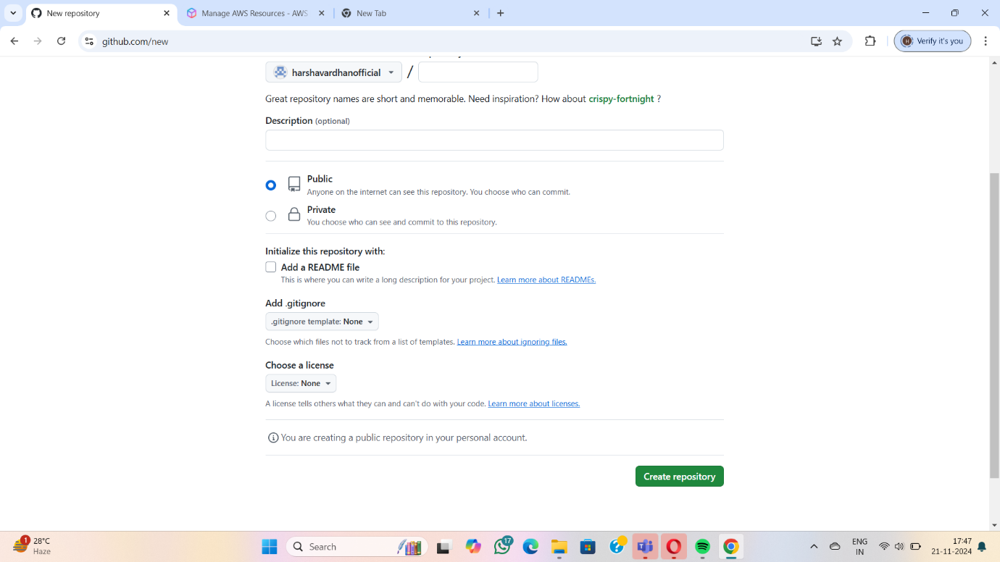 New repository
Manage AWS Resources - AWS
New Tab
github.com/new
H
Verify it's you
harshavardhanofficial
/
Great repository names are short and memorable. Need inspiration? How about crispy-fortnight ?
Description (optional)
Public
Anyone on the internet can see this repository. You choose who can commit.
Private
You choose who can see and commit to this repository.
Initialize this repository with:
Add a README file
This is where you can write a long description for your project. Learn more about READMEs.
Add .gitignore
.gitignore template: None
Choose which files not to track from a list of templates. Learn more about ignoring files.
Choose a license
License: None
A license tells others what they can and can't do with your code. Learn more about licenses.
You are creating a public repository in your personal account.
Create repository
1
28°C
Haze
Search
17
ENG
IN
17:47
21-11-2024